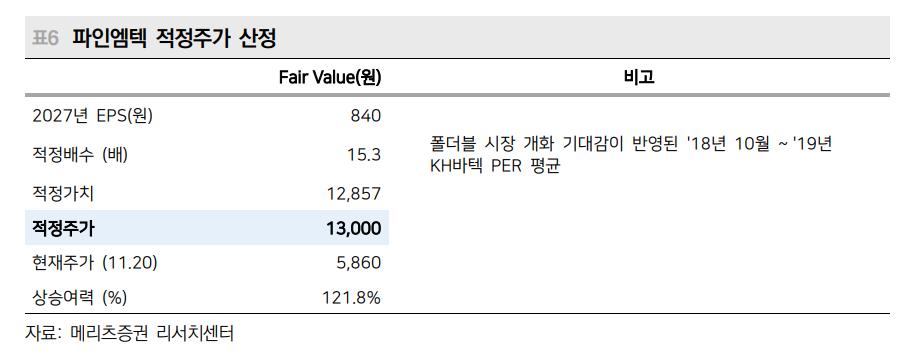 표6 파인엠텍 적정주가 산정
Fair Value(원) 비고
2027년 EPS(원) 840
적정배수 (배) 15.3 폴더블 시장 개화 기대감이 반영된 '18년 10월 ~ '19년
KH바텍 PER 평균
적정가치 12,857
적정주가 13,000
현재주가 (11.20) 5,860
상승여력 (%) 121.8%
자료: 메리츠증권 리서치센터